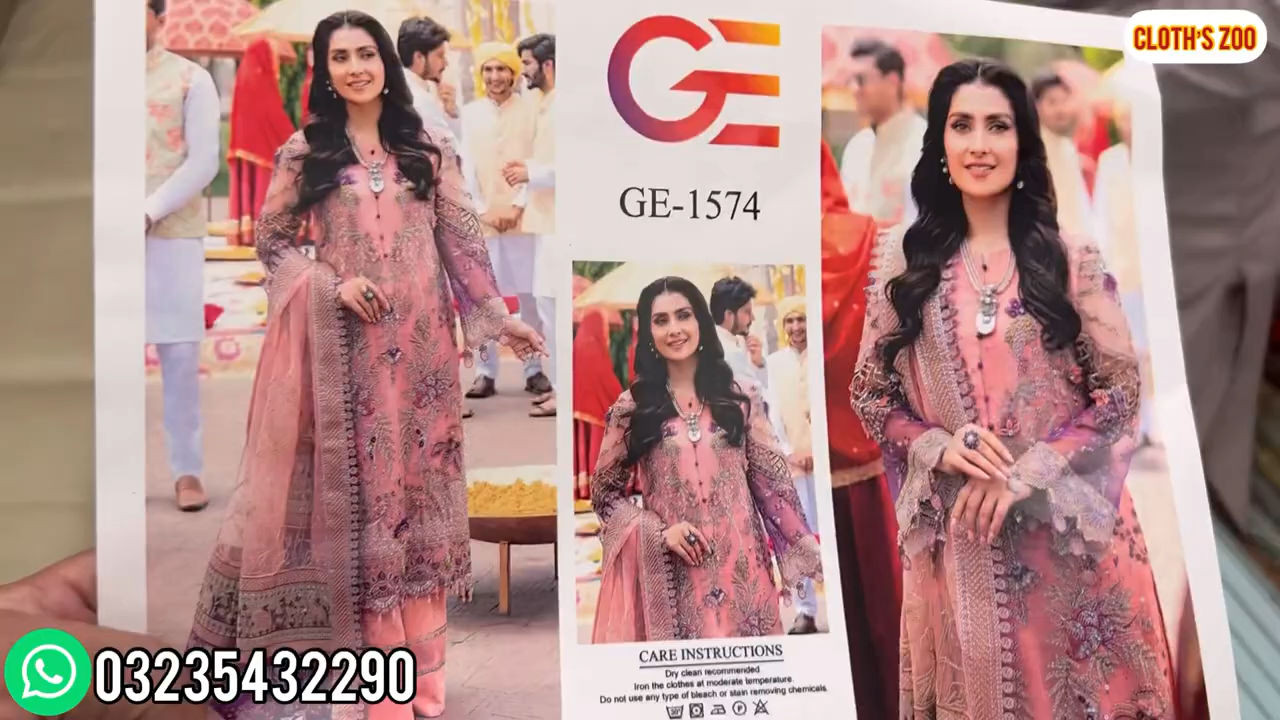 CLOTH'S ZOO
GE
GE-1574
CARE INSTRUCTIONS
Dry clean recommended.
Iron the clothes at moderate temperature.
Do not use any type of bleach or stain removing chemicals.
03235432290